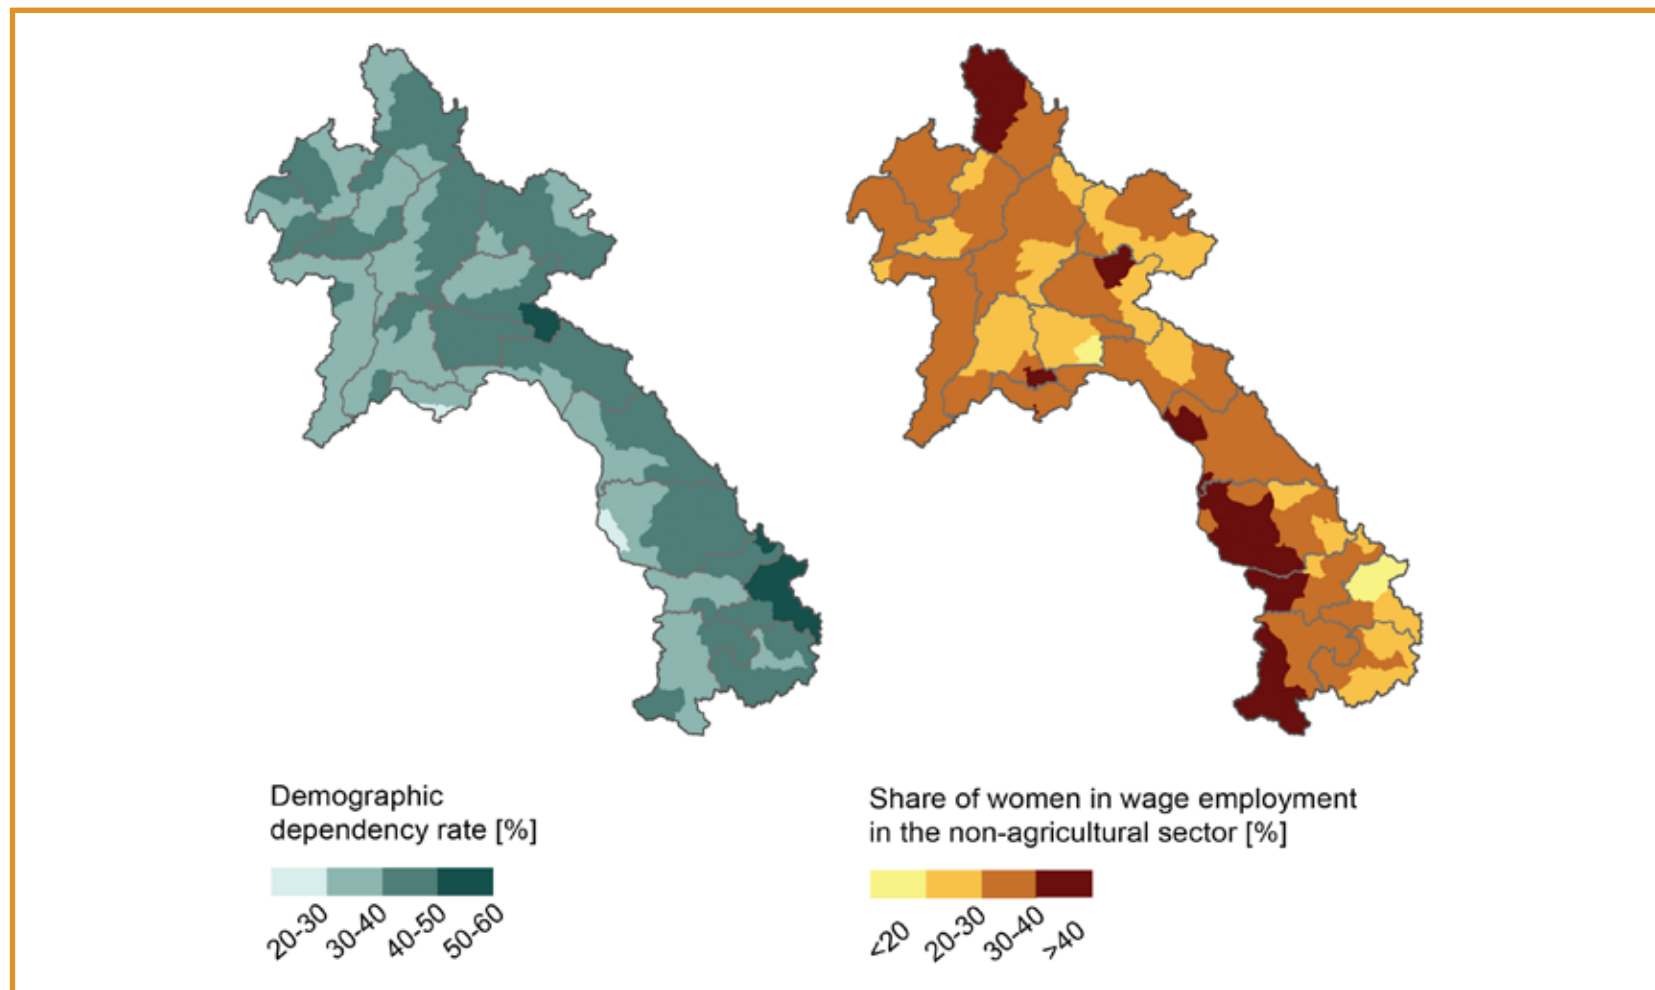 Demographic
dependency rate [%]
20-30
30-40
40-50
50-60
Share of women in wage employment
in the non-agricultural sector [%]
<20
20-30
30-40
>40